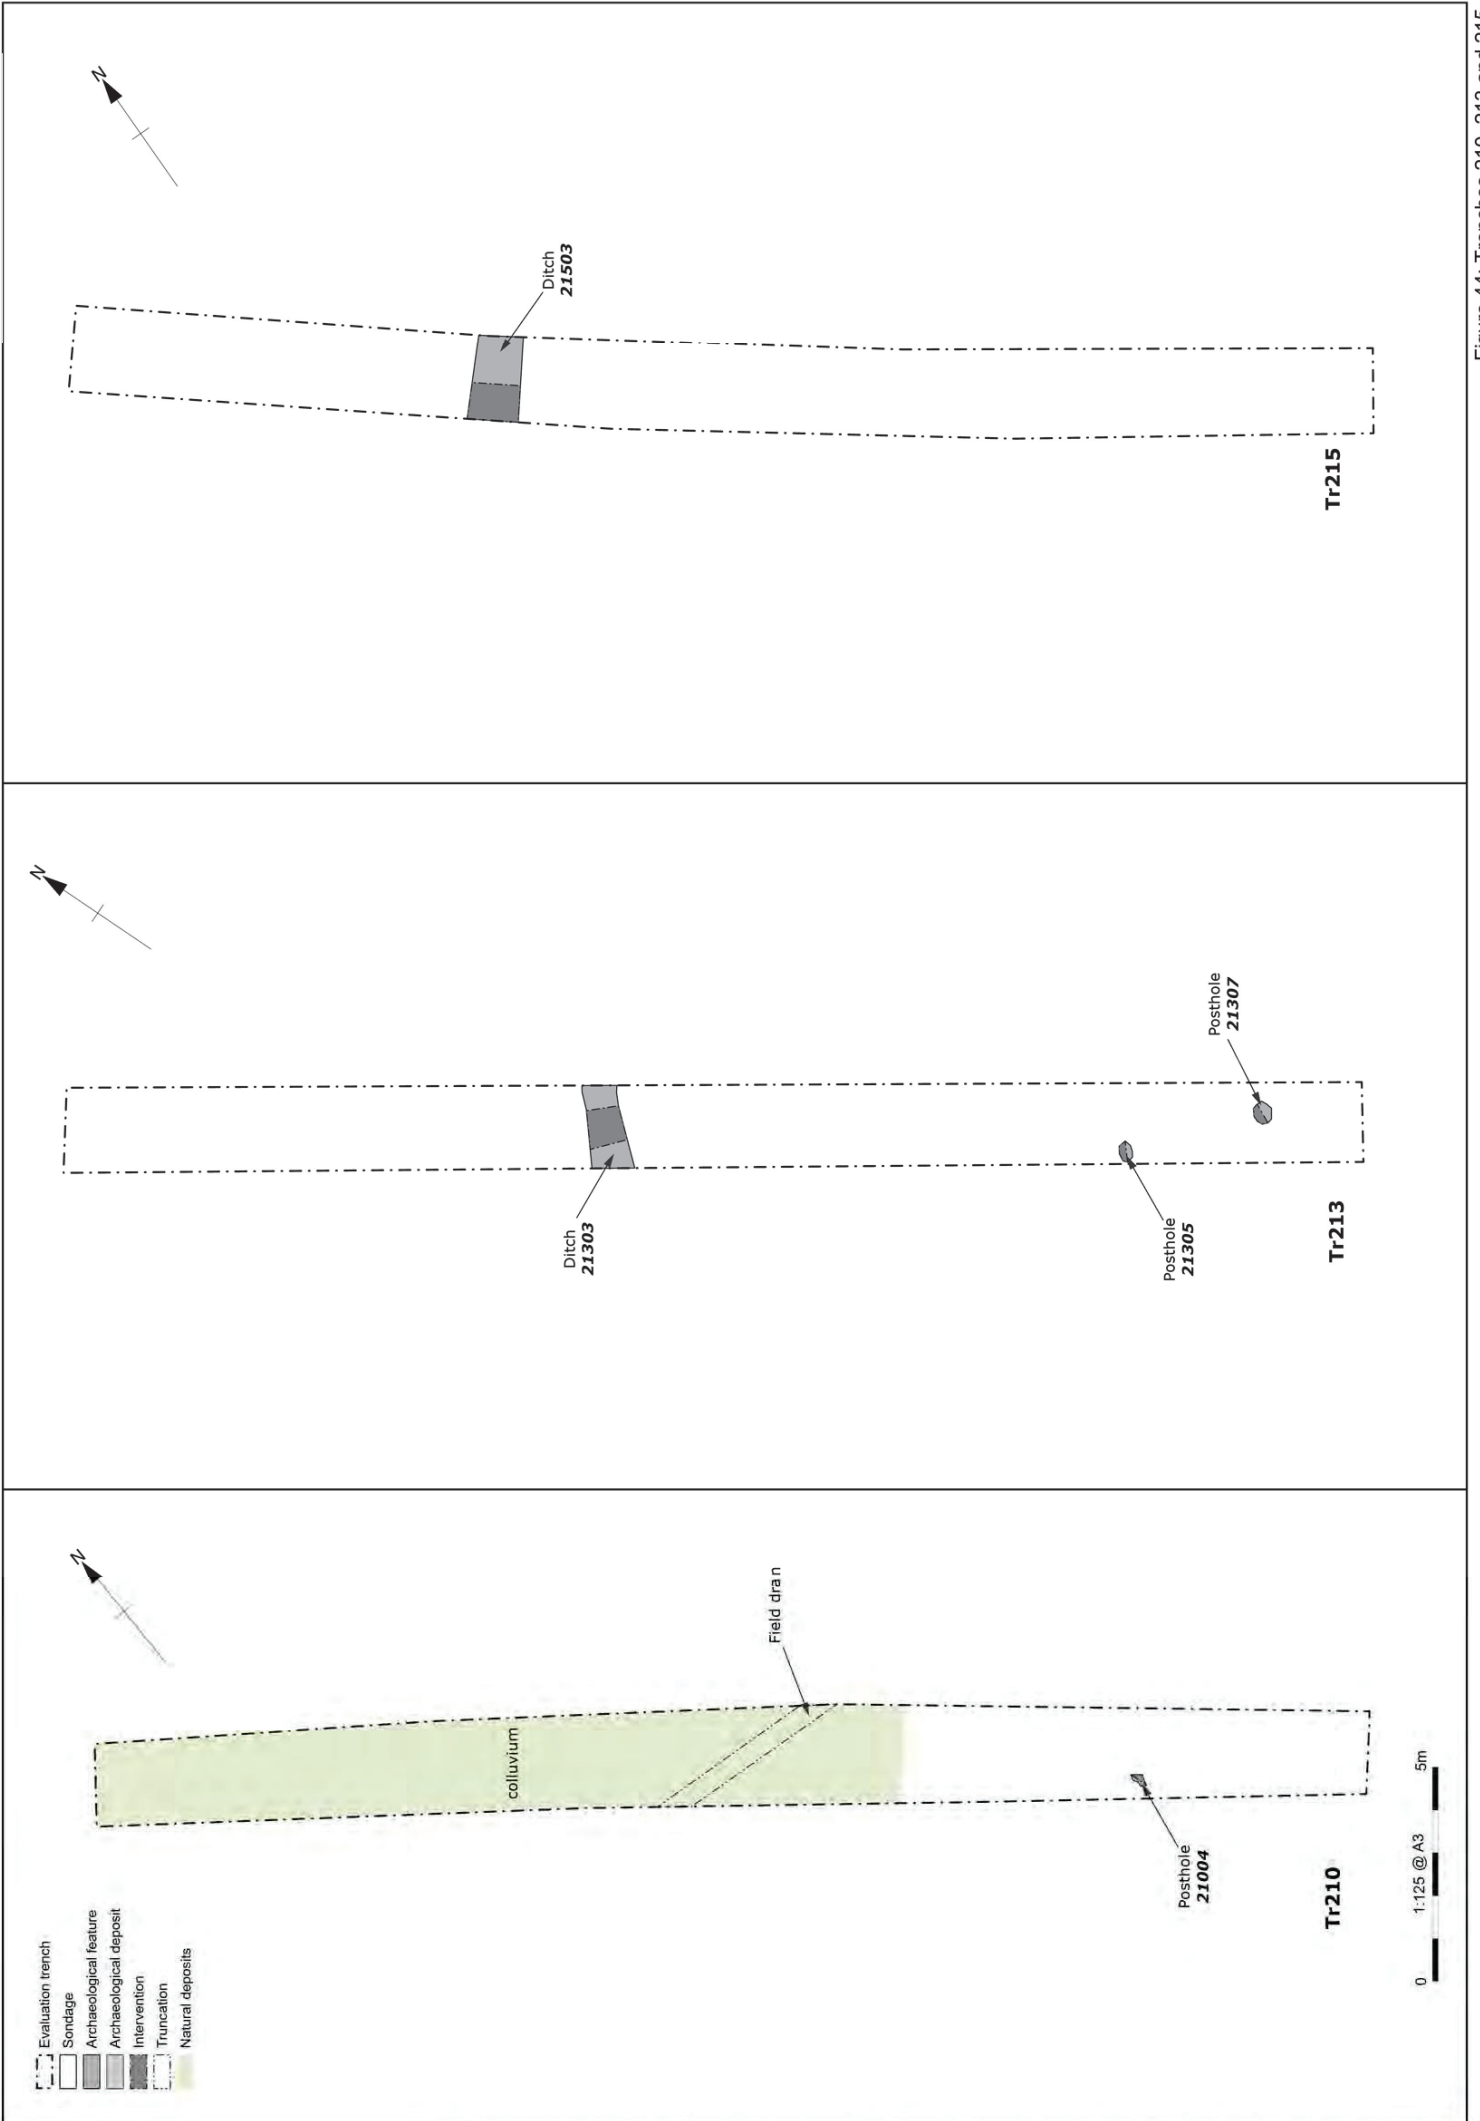 Evaluation trench
Sondage
Archaeological feature
Archaeological deposit
Intervention
Truncation
Natural deposits
N
colluvium
Field dra n
Posthole
21004
Tr210
0
1:125 @ A3
5m
N
Ditch
21303
Posthole
21305
Posthole
21307
Tr213
N
Ditch
21503
Tr215